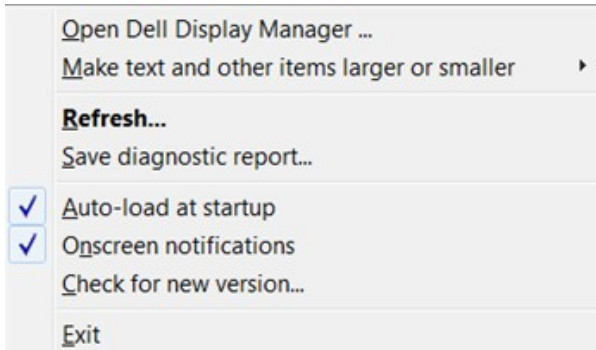 Open Dell Display Manager ...
Make text and other items larger or smaller
Refresh...
Save diagnostic report...
Auto-load at startup
Onscreen notifications
Check for new version...
Exit